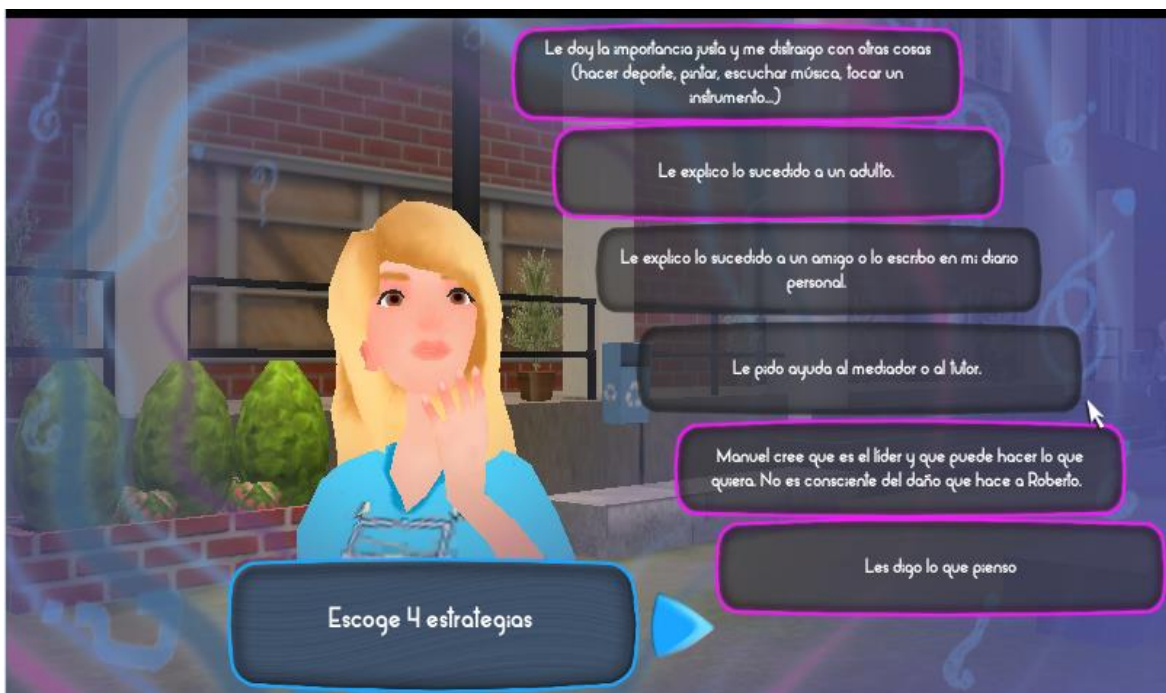 Le doy la importancia justa y me distraigo con otras cosas
(hacer deporte, pintar, escuchar música, tocar un
instrumento...)
Le explico lo sucedido a un adulto.
Le explico lo sucedido a un amigo o lo escribo en mi diario
personal.
Le pido ayuda al mediador o al tutor.
Manuel cree que es el líder y que puede hacer lo que
quiera. No es consciente del daño que hace a Roberto.
Les digo lo que pienso
Escoge 4 estrategias